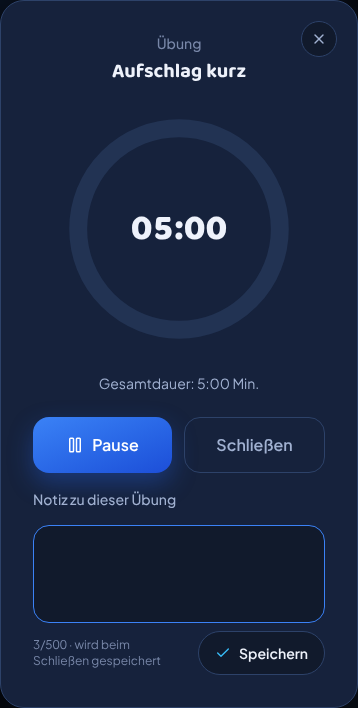 Übung
Aufschlag kurz
05:00
Gesamtdauer: 5:00 Min.
Pause
Schließen
Notiz zu dieser Übung
3/500 · wird beim
Schließen gespeichert
Speichern